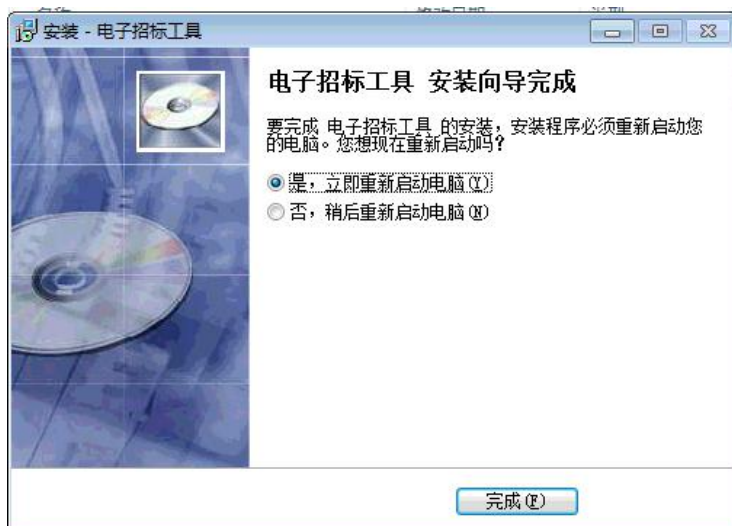 安装 - 电子招标工具
电子招标工具 安装向导完成
要完成 电子招标工具 的安装，安装程序必须重新启动您
的电脑。您想现在重新启动吗？
是，立即重新启动电脑(Y)
否，稍后重新启动电脑(N)
完成(F)